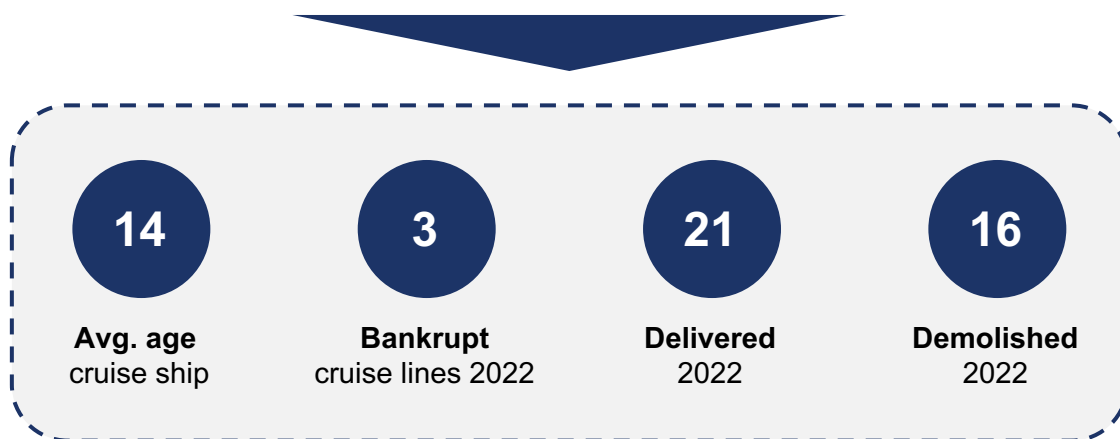 14
Avg. age
cruise ship
3
Bankrupt
cruise lines 2022
21
Delivered
2022
16
Demolished
2022